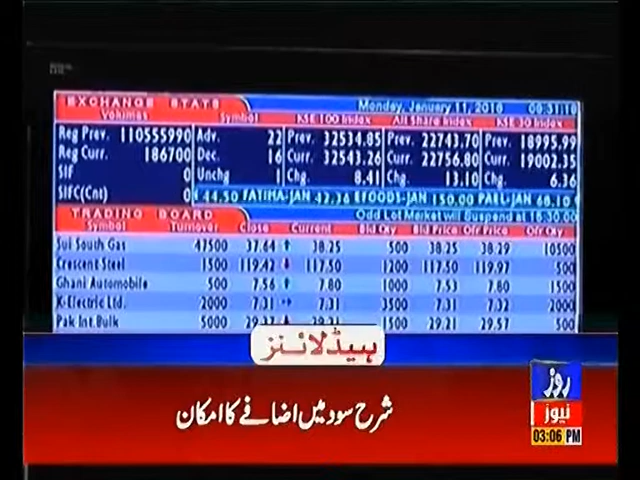 EXCHANGE STATS
Monday, January 11, 2016
Volumes Symbol KSE 100 Index All Share Index KSE 30 Index
Reg Prev. 110555990 Adv. 22 Prev. 32534.85 Prev. 22743.70 Prev. 18995.99
Reg Curr. 186700 Dec. 16 Curr. 32543.26 Curr. 22756.80 Curr. 19002.35
SIF 0 Unchg 1 Chg. 8.41 Chg. 13.10 Chg. 6.36
SIFC(Cnt) 0 44.50 FATIMA-JAN 42.36 EFOODS-JAN 150.00 PAEL-JAN 68.10
TRADING BOARD Odd Lot Market will Suspend at 16:30:00
Symbol Turnover Close Current Bid Qty Bid Price Ofr Price Ofr Qty
Sui South Gas 47500 37.64 38.25 500 38.25 38.29 10500
Crescent Steel 1500 119.42 117.50 1200 117.50 119.97 500
Ghani Automobile 500 7.56 7.80 1000 7.53 7.80 1500
K-Electric Ltd. 2000 7.31 7.31 3500 7.31 7.32 2000
Pak Int.Bulk 5000 29.21 29.57 500
ہیڈلائنز
شرح سود میں اضافے کا امکان
روز
نیوز
03:06 PM